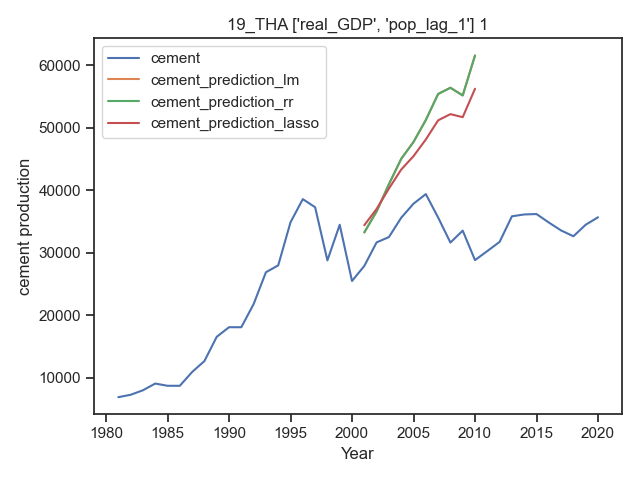 19_THA ['real_GDP', 'pop_lag_1'] 1
cement
cement_prediction_lm
cement_prediction_rr
cement_prediction_lasso
cement production
60000
50000
40000
30000
20000
10000
1980 1985 1990 1995 2000 2005 2010 2015 2020
Year